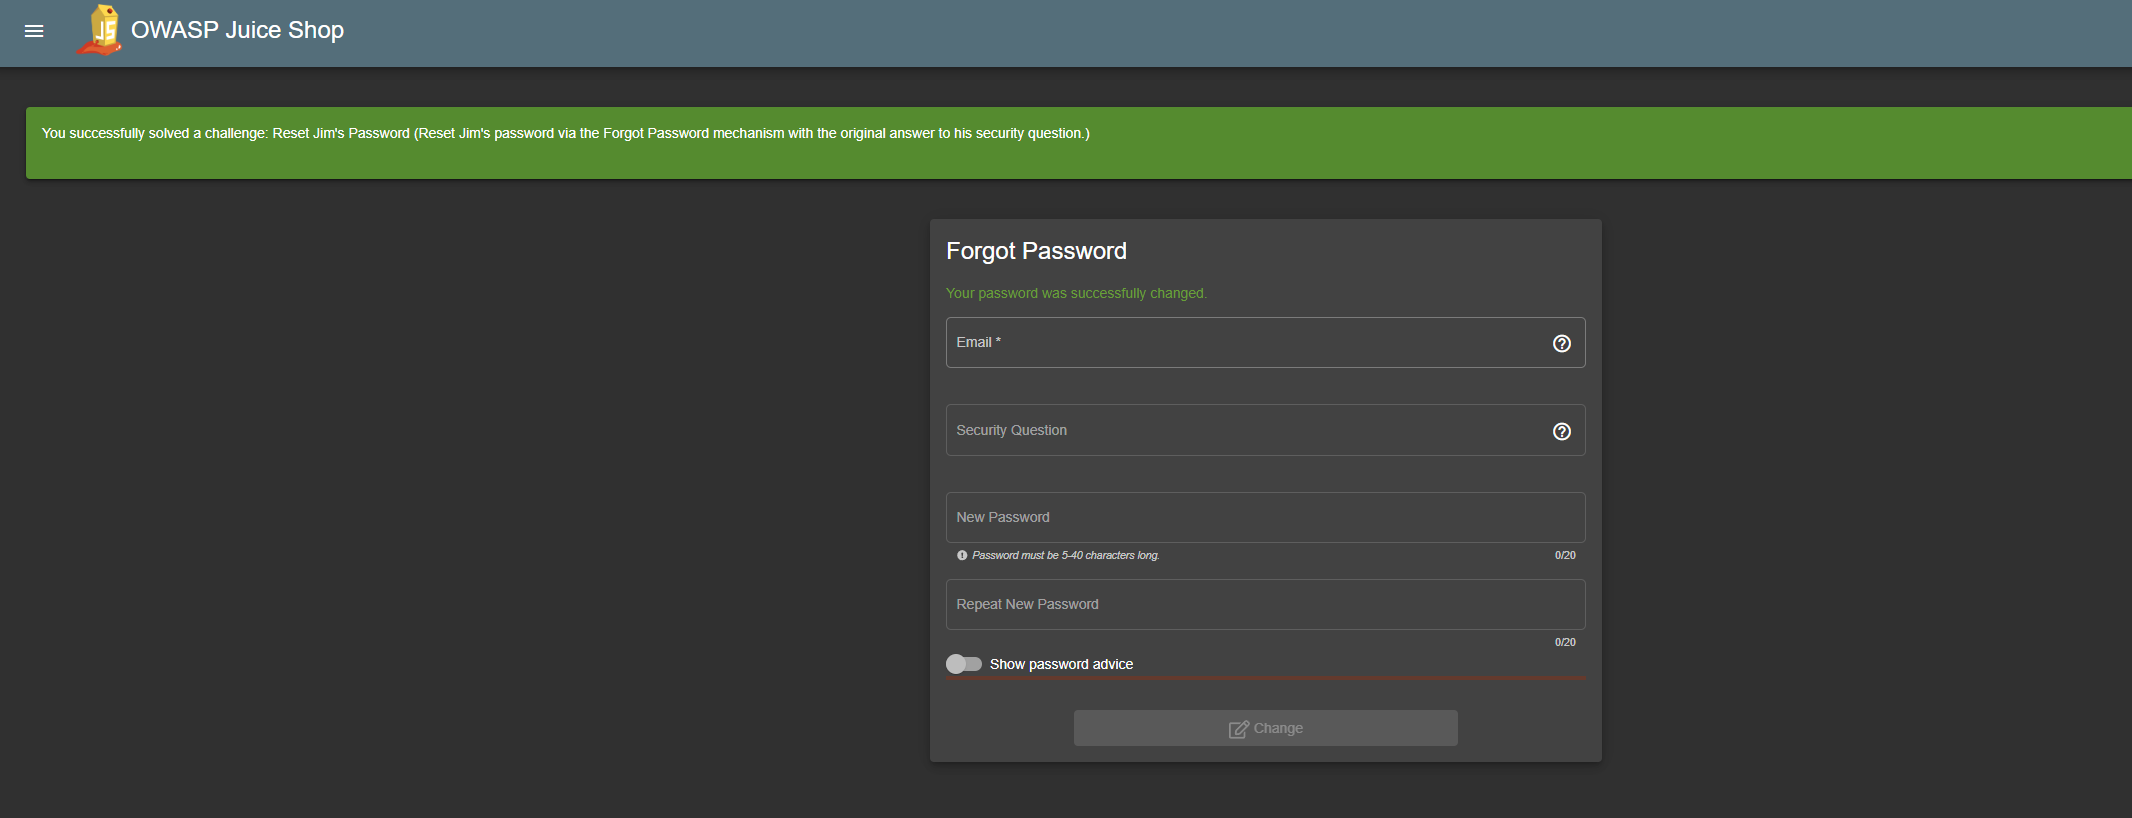 OWASP Juice Shop
You successfully solved a challenge: Reset Jim's Password (Reset Jim's password via the Forgot Password mechanism with the original answer to his security question.)
Forgot Password
Your password was successfully changed.
Email *
Security Question
New Password
Password must be 5-40 characters long. 0/20
Repeat New Password
0/20
Show password advice
Change